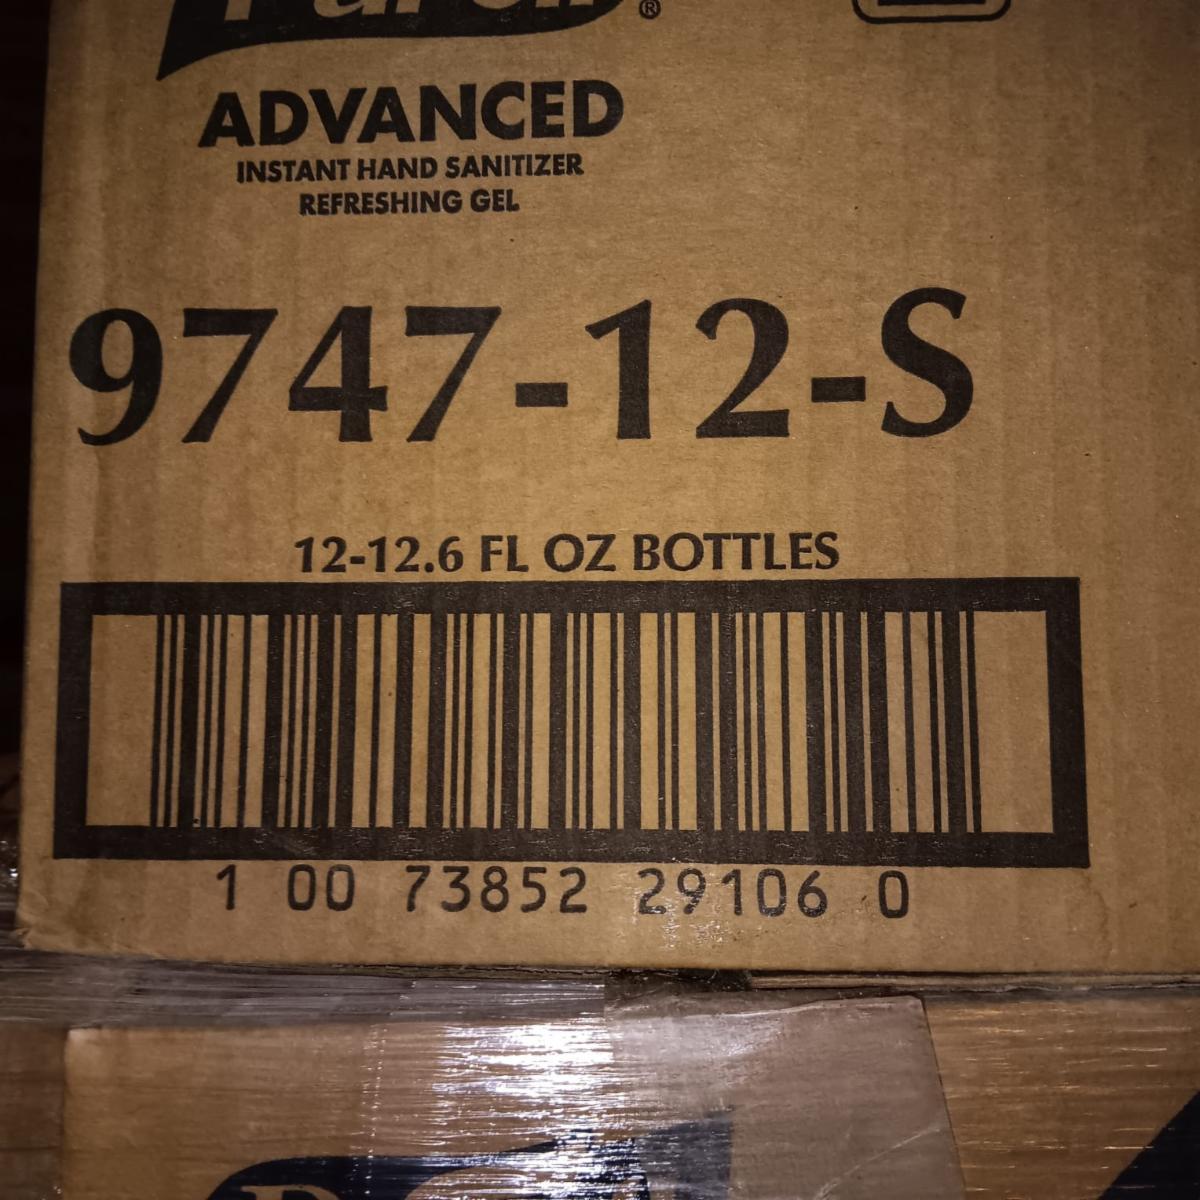 Purell®
ADVANCED
INSTANT HAND SANITIZER
REFRESHING GEL
9747-12-S
12-12.6 FL OZ BOTTLES
1 00 73852 29106 0